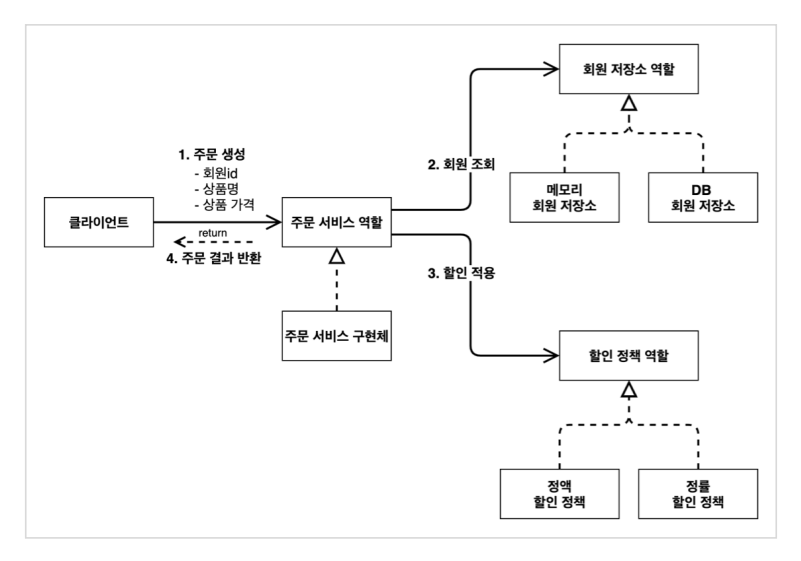 회원 저장소 역할
1. 주문 생성
- 회원id
- 상품명
- 상품 가격
2. 회원 조회
메모리
회원 저장소
DB
회원 저장소
클라이언트
주문 서비스 역할
return
4. 주문 결과 반환
3. 할인 적용
주문 서비스 구현체
할인 정책 역할
정액
할인 정책
정률
할인 정책